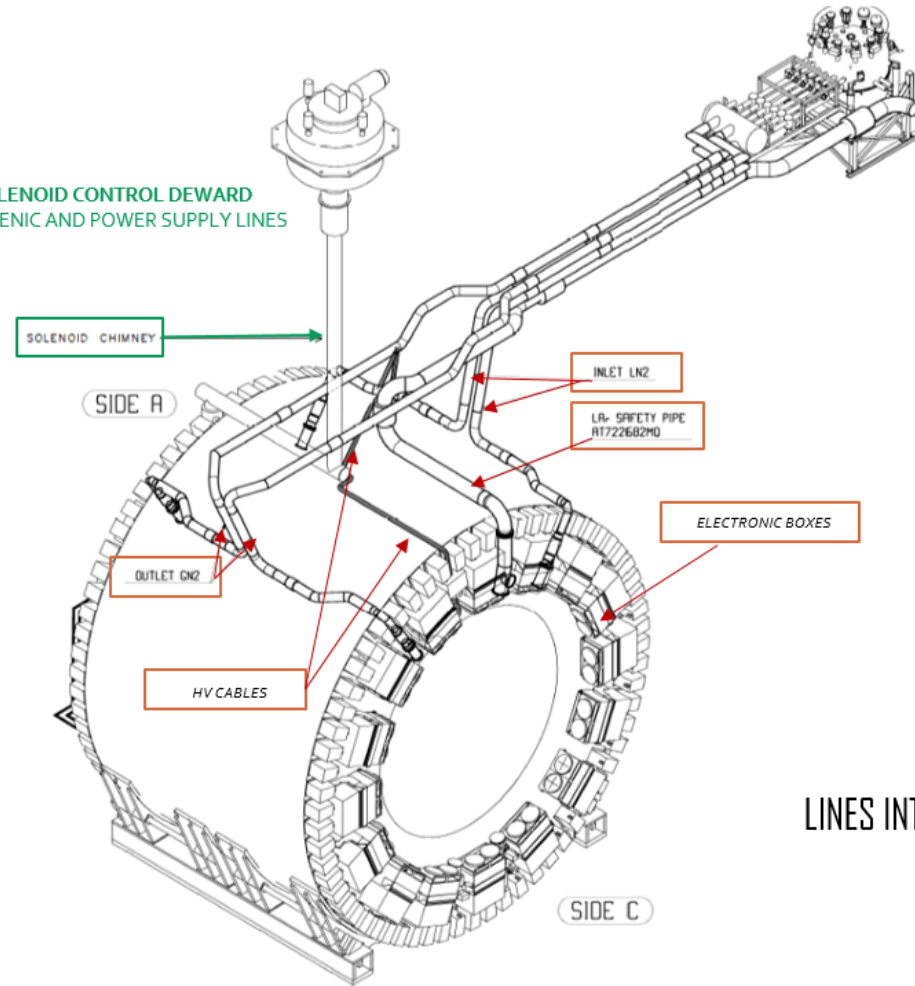 LENOID CONTROL DEWARD
ENIC AND POWER SUPPLY LINES
SOLENOID CHIMNEY
SIDE A
INLET LN2
LAr SAFETY PIPE
AT722682MQ
ELECTRONIC BOXES
OUTLET GN2
HV CABLES
LINES INT
SIDE C